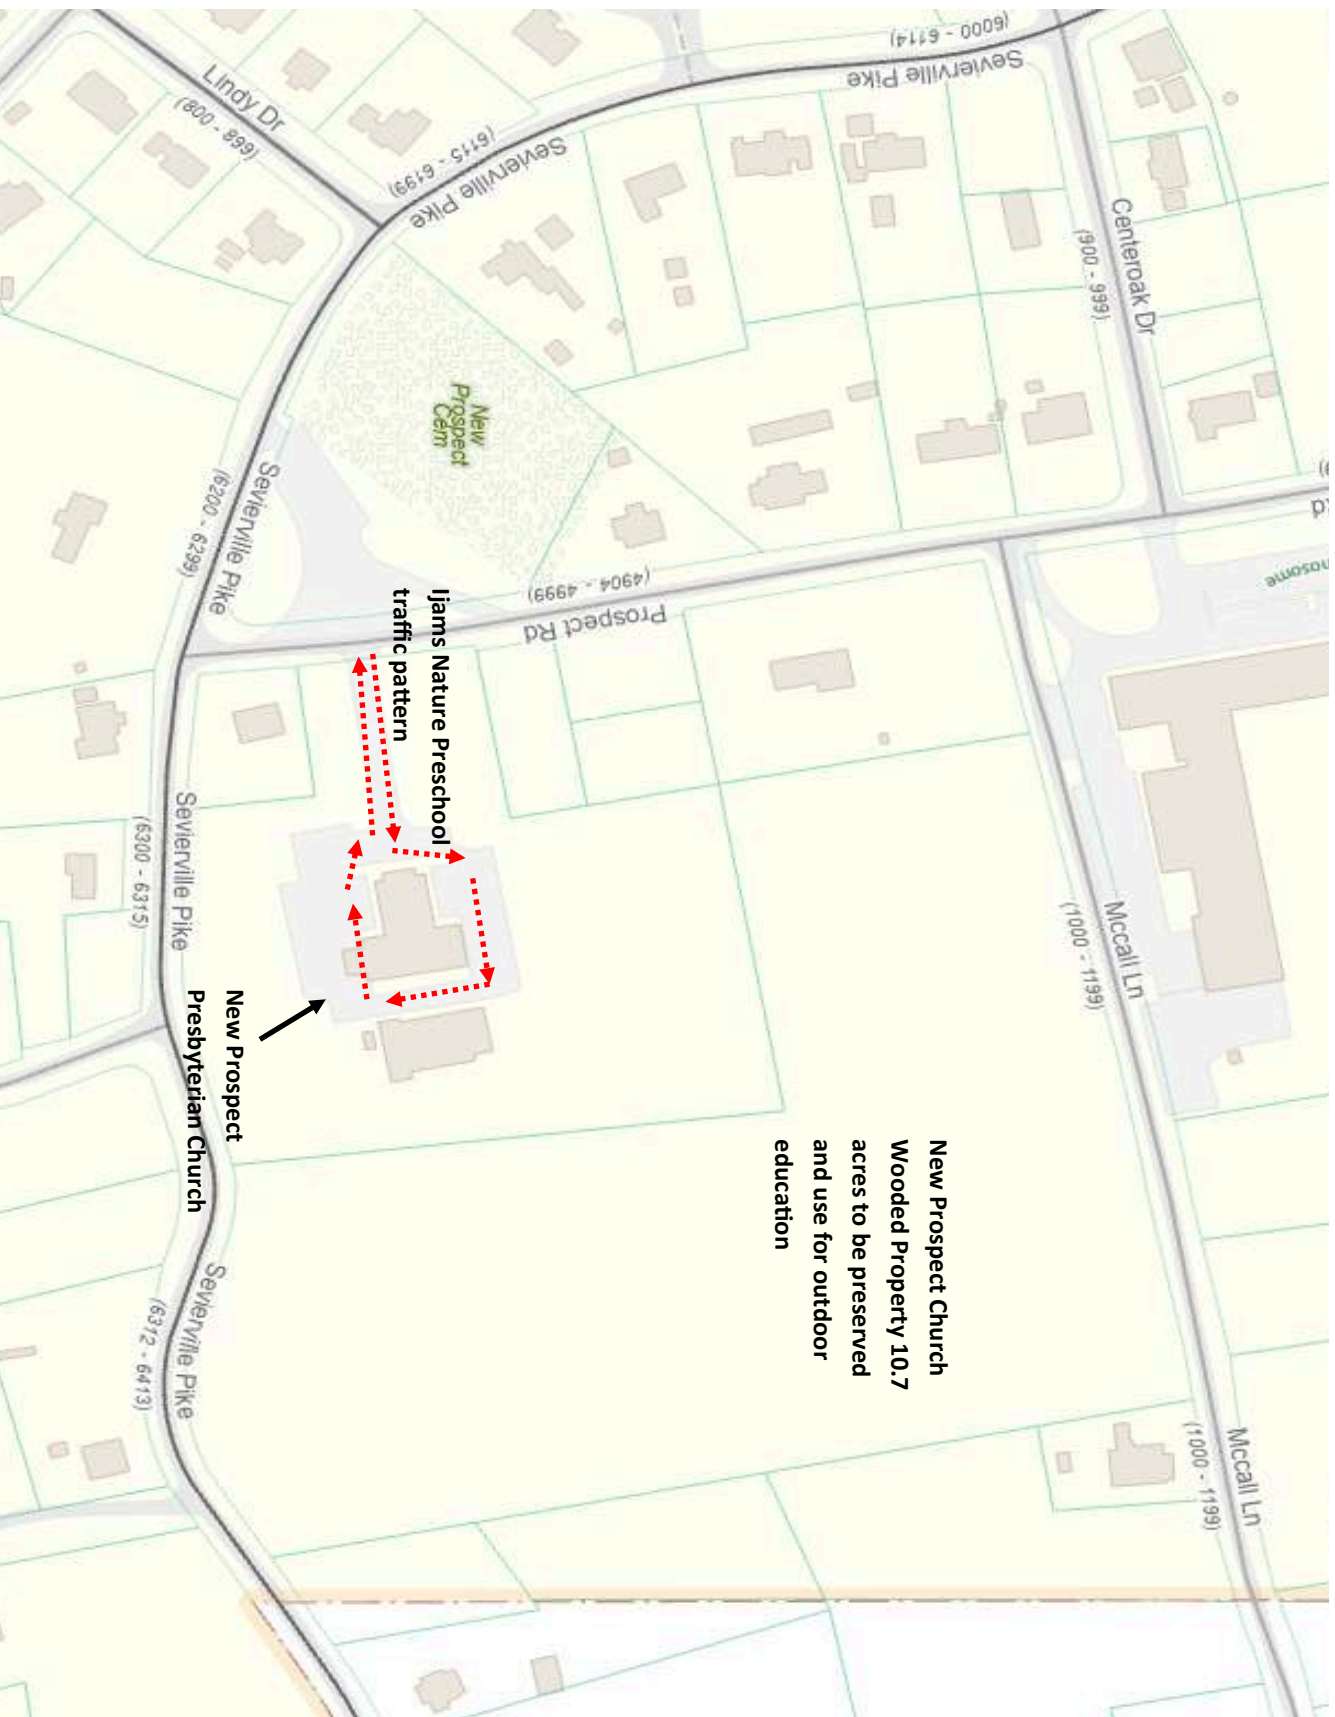 Mccall Ln
(1000 - 1199)
Mccall Ln
(1000 - 1199)
Centeroak Dr
(900 - 999)
Sevierville Pike
(6000 - 6114)
New Prospect Church
Wooded Property 10.7
acres to be preserved
and use for outdoor
education
Prospect Rd
(4904 - 4999)
Sevierville Pike
(6115 - 6199)
New
Prospect
Cem
Ijams Nature Preschool
traffic pattern
Lindy Dr
(800 - 899)
Sevierville Pike
(6200 - 6299)
New Prospect
Presbyterian Church
Sevierville Pike
(6300 - 6315)
Sevierville Pike
(6312 - 6413)